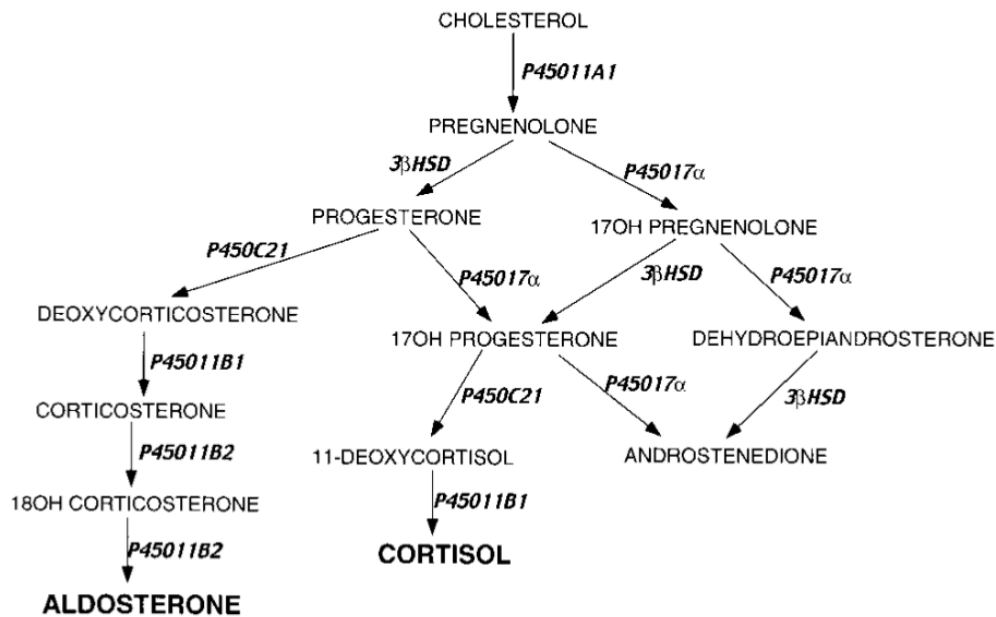 CHOLESTEROL
P45011A1
PREGNENOLONE
3βHSD
P45017α
PROGESTERONE
17OH PREGNENOLONE
P450C21
P45017α
3βHSD
P45017α
DEOXYCORTICOSTERONE
17OH PROGESTERONE
DEHYDROEPIANDROSTERONE
P45011B1
P450C21
P45017α
3βHSD
CORTICOSTERONE
P45011B2
11-DEOXYCORTISOL
ANDROSTENEDIONE
18OH CORTICOSTERONE
P45011B1
P45011B2
CORTISOL
ALDOSTERONE